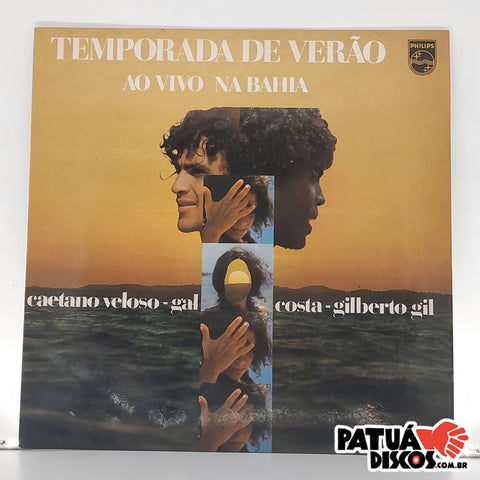 TEMPORADA DE VERÃO
PHILIPS
AO VIVO NA BAHIA
caetano veloso - gal costa - gilberto gil
PATUÁ
DISCOS.COM.BR